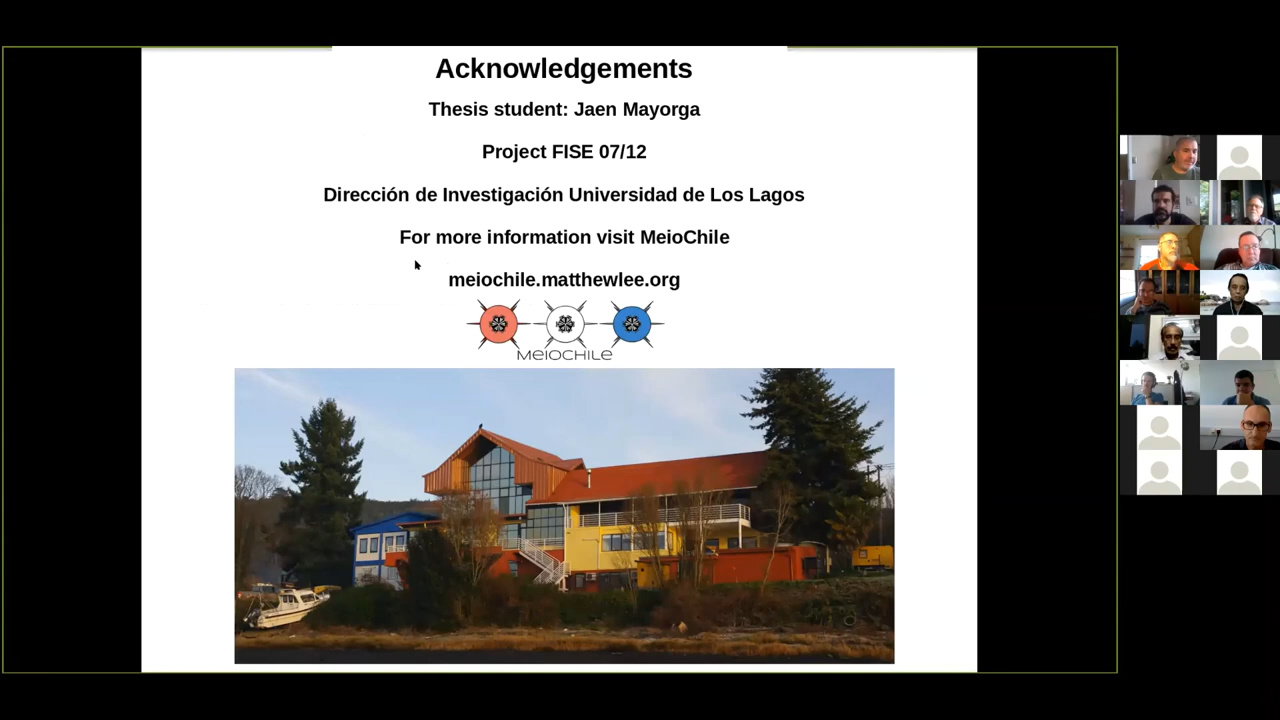 Acknowledgements
Thesis student: Jaen Mayorga
Project FISE 07/12
Dirección de Investigación Universidad de Los Lagos
For more information visit MeioChile
meiochile.matthewlee.org
MEIOCHILE